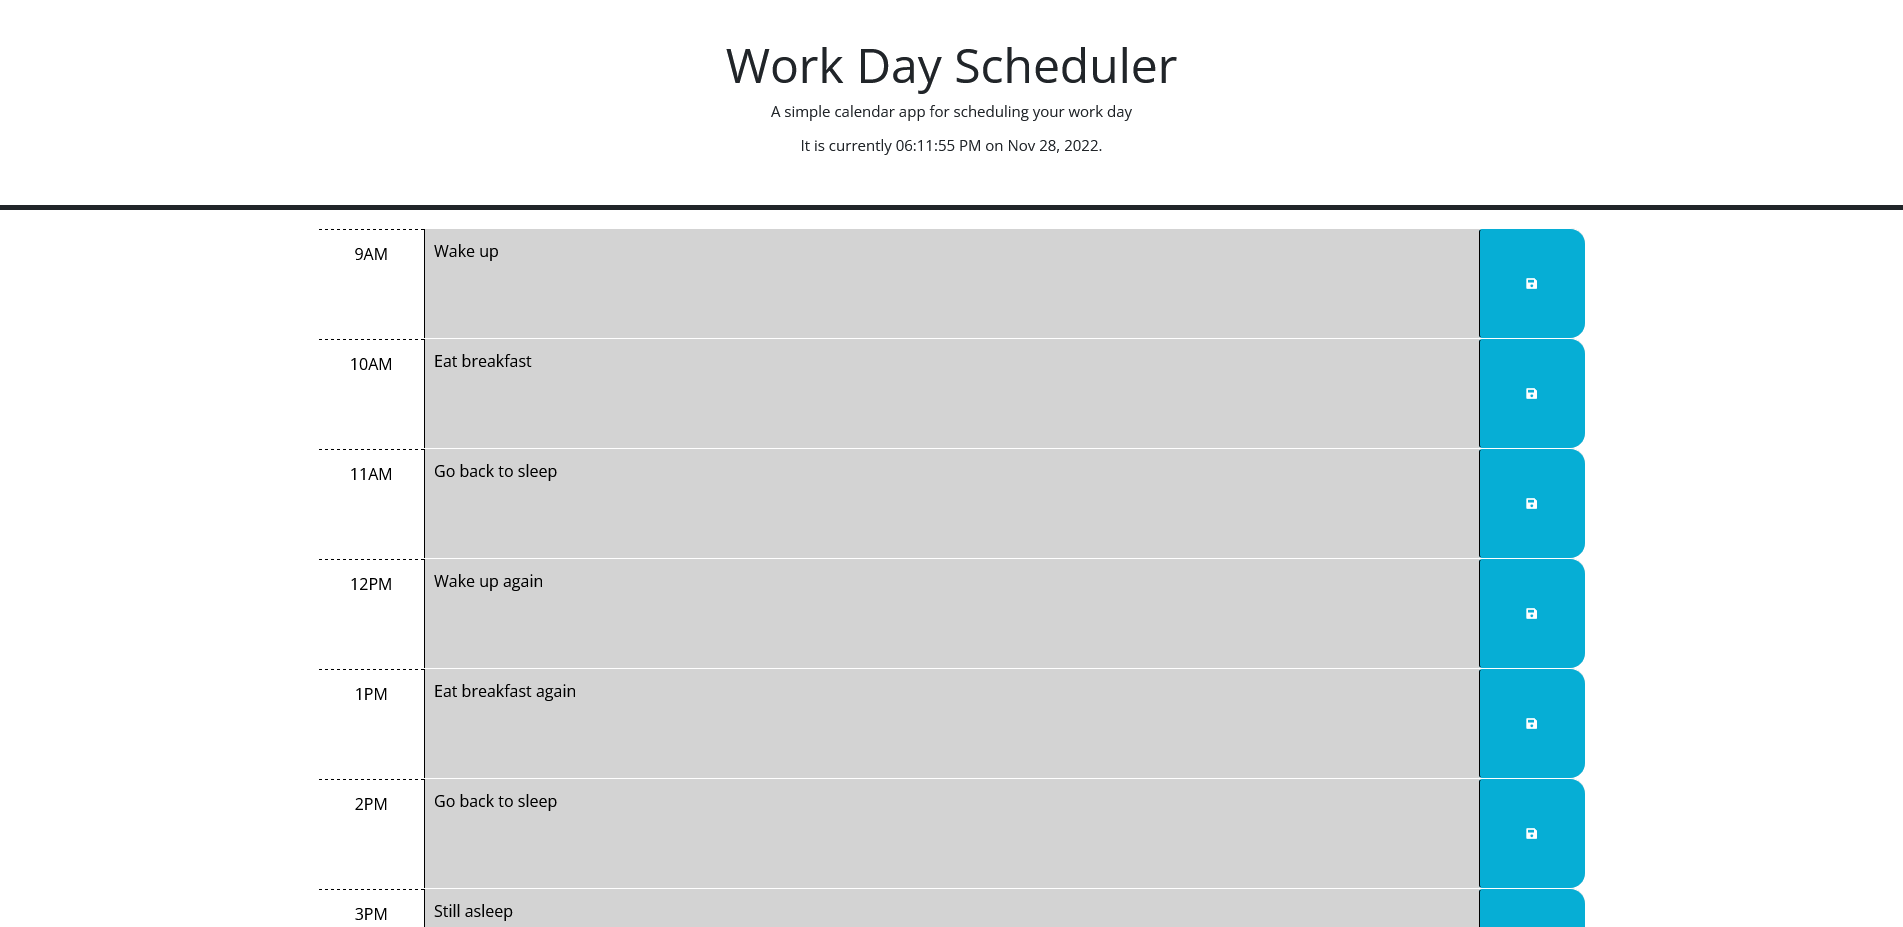 Work Day Scheduler
A simple calendar app for scheduling your work day
It is currently 06:11:55 PM on Nov 28, 2022.
9AM Wake up
10AM Eat breakfast
11AM Go back to sleep
12PM Wake up again
1PM Eat breakfast again
2PM Go back to sleep
3PM Still asleep